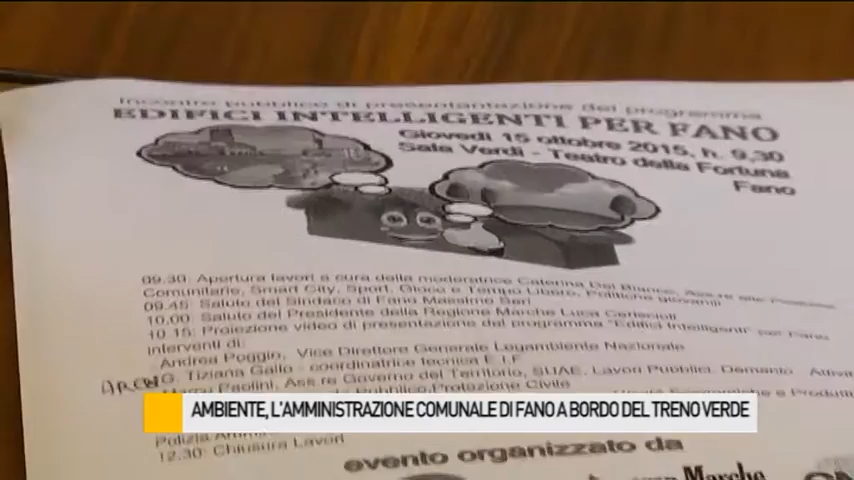 Incontro pubblico di presentantazione del programma
EDIFICI INTELLIGENTI PER FANO
Giovedì 15 ottobre 2015, h. 9,30
Sala Verdi - Teatro della Fortuna
Fano
09.30: Apertura lavori a cura della moderatrice Caterina Del Bianco,
Comunitarie, Smart City, Sport, Gioco e Tempo Libero, Politiche giovanili
09.45: Saluto del Sindaco di Fano Massimo Seri
10.00: Saluto del Presidente della Regione Marche Luca Ceriscioli
10.15: Proiezione video di presentazione del programma "Edifici Intelligenti" per Fano
interventi di:
Andrea Poggio, Vice Direttore Generale Legambiente Nazionale
ARCH. Tiziana Gallo - coordinatrice tecnica E.I.F.
Paolini, Ass.re Governo del Territorio, SUAE, Lavori Pubblici, Demanio
Pubblico, Protezione Civile
e Produttive
AMBIENTE, L'AMMINISTRAZIONE COMUNALE DI FANO A BORDO DEL TRENO VERDE
Polizia
12.30: Chiusura Lavori
evento organizzato da
Marche